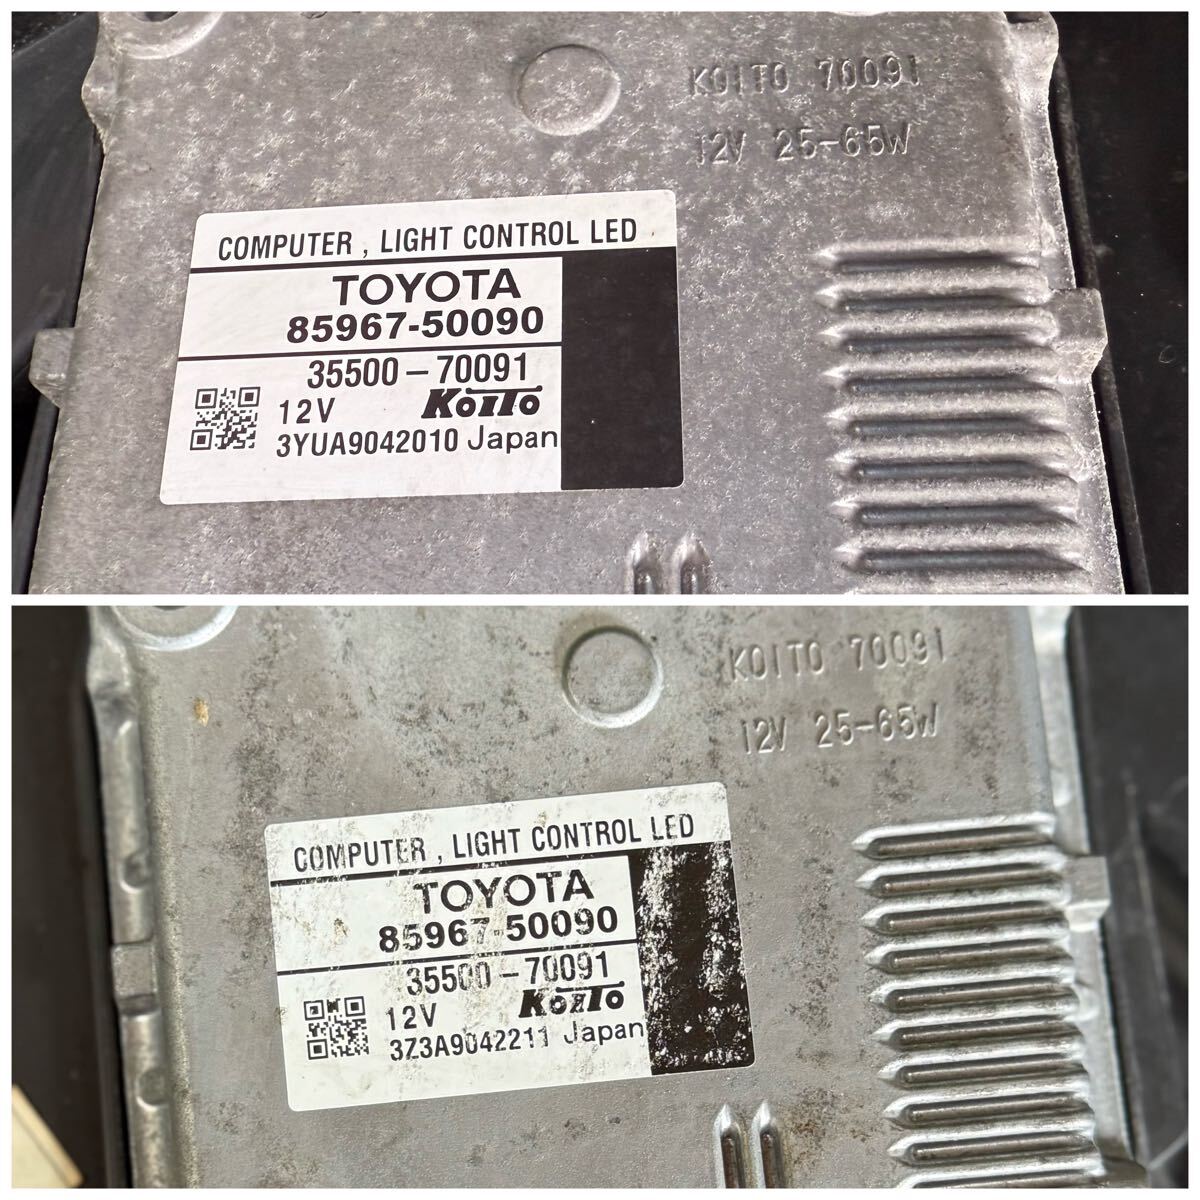 KOITO 70091
12V 25-65W
COMPUTER , LIGHT CONTROL LED
TOYOTA
85967-50090
35500-70091
12V KOITO
3YUA9042010 Japan
KOITO 70091
12V 25-65W
COMPUTER , LIGHT CONTROL LED
TOYOTA
85967-50090
35500-70091
12V KOITO
3Z3A9042211 Japan